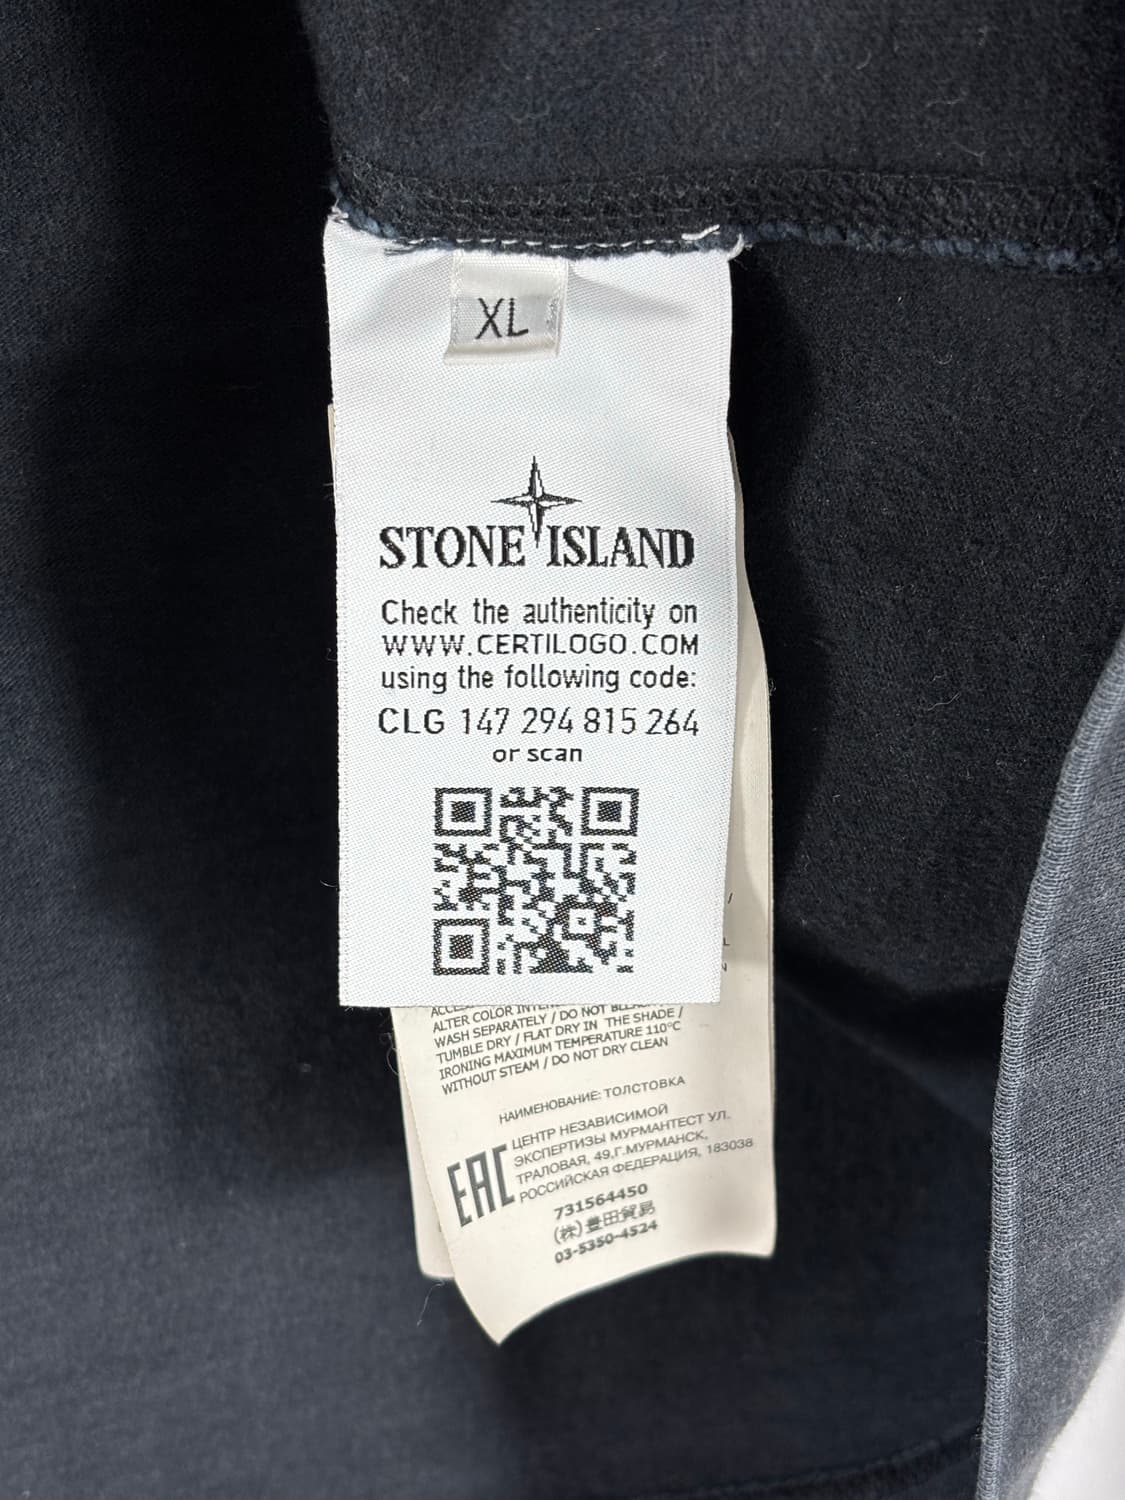 XL
STONE ISLAND
Check the authenticity on
WWW.CERTILOGO.COM
using the following code:
CLG 147 294 815 264
or scan
ALTER COLOR
WASH SEPARATELY / DO NOT
TUMBLE DRY / FLAT DRY IN THE SHADE /
IRONING MAXIMUM TEMPERATURE 110°C
WITHOUT STEAM / DO NOT DRY CLEAN
НАИМЕНОВАНИЕ: ТОЛСТОВКА
EAC
ЦЕНТР НЕЗАВИСИМОЙ
ЭКСПЕРТИЗЫ МУРМАНТЕСТ УЛ.
ТРАЛОВАЯ, 49,Г.МУРМАНСК,
РОССИЙСКАЯ ФЕДЕРАЦИЯ, 183038
731564450
(株)豊田貿易
03-5350-4524